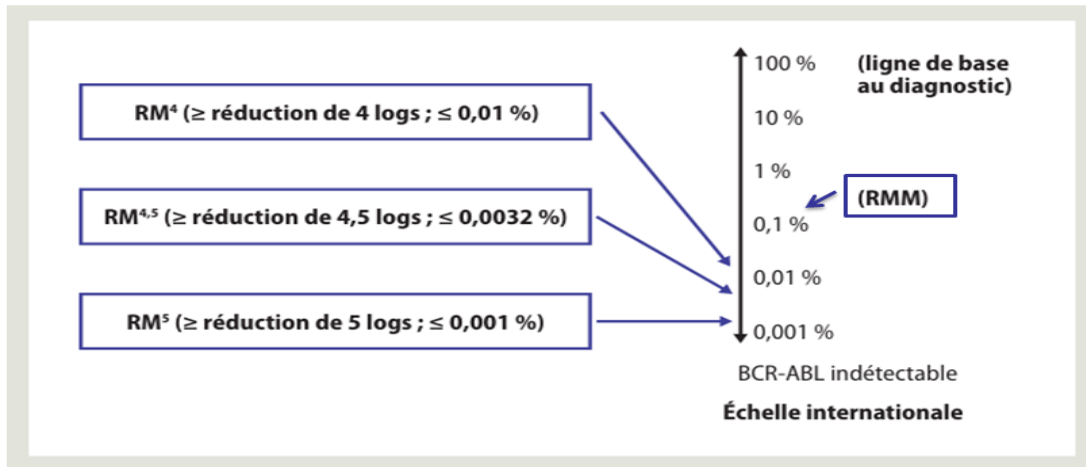 RM⁴ (≥ réduction de 4 logs ; ≤ 0,01 %)
RM⁴,⁵ (≥ réduction de 4,5 logs ; ≤ 0,0032 %)
RM⁵ (≥ réduction de 5 logs ; ≤ 0,001 %)
100 %
(ligne de base
au diagnostic)
10 %
1 %
(RMM)
0,1 %
0,01 %
0,001 %
BCR-ABL indétectable
Échelle internationale